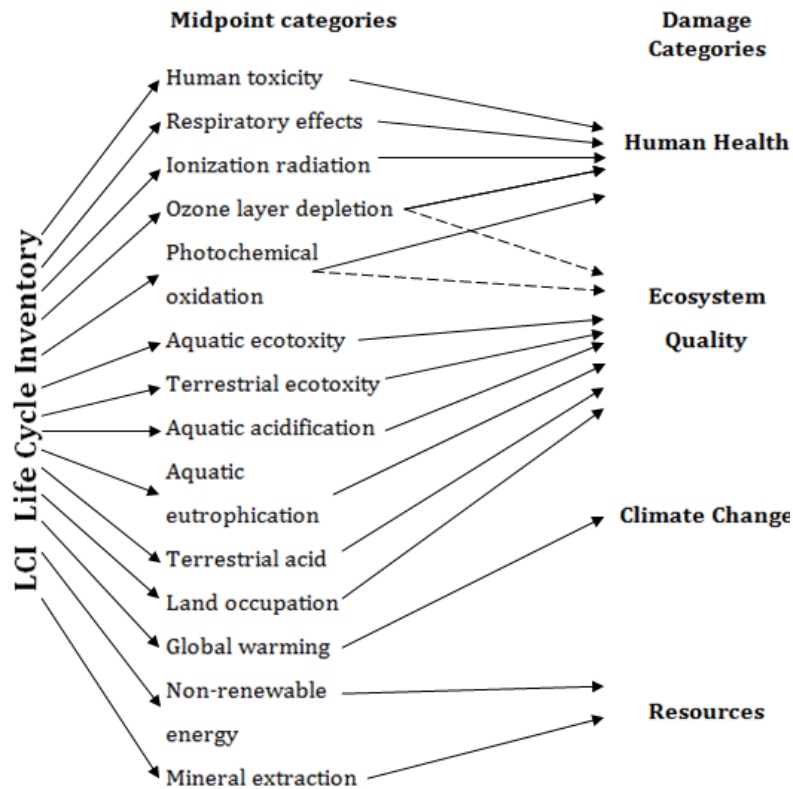 Midpoint categories
Damage
Categories
LCI   Life Cycle Inventory
Human toxicity
Respiratory effects
Ionization radiation
Ozone layer depletion
Photochemical
oxidation
Aquatic ecotoxity
Terrestrial ecotoxity
Aquatic acidification
Aquatic
eutrophication
Terrestrial acid
Land occupation
Global warming
Non-renewable
energy
Mineral extraction
Human Health
Ecosystem
Quality
Climate Change
Resources